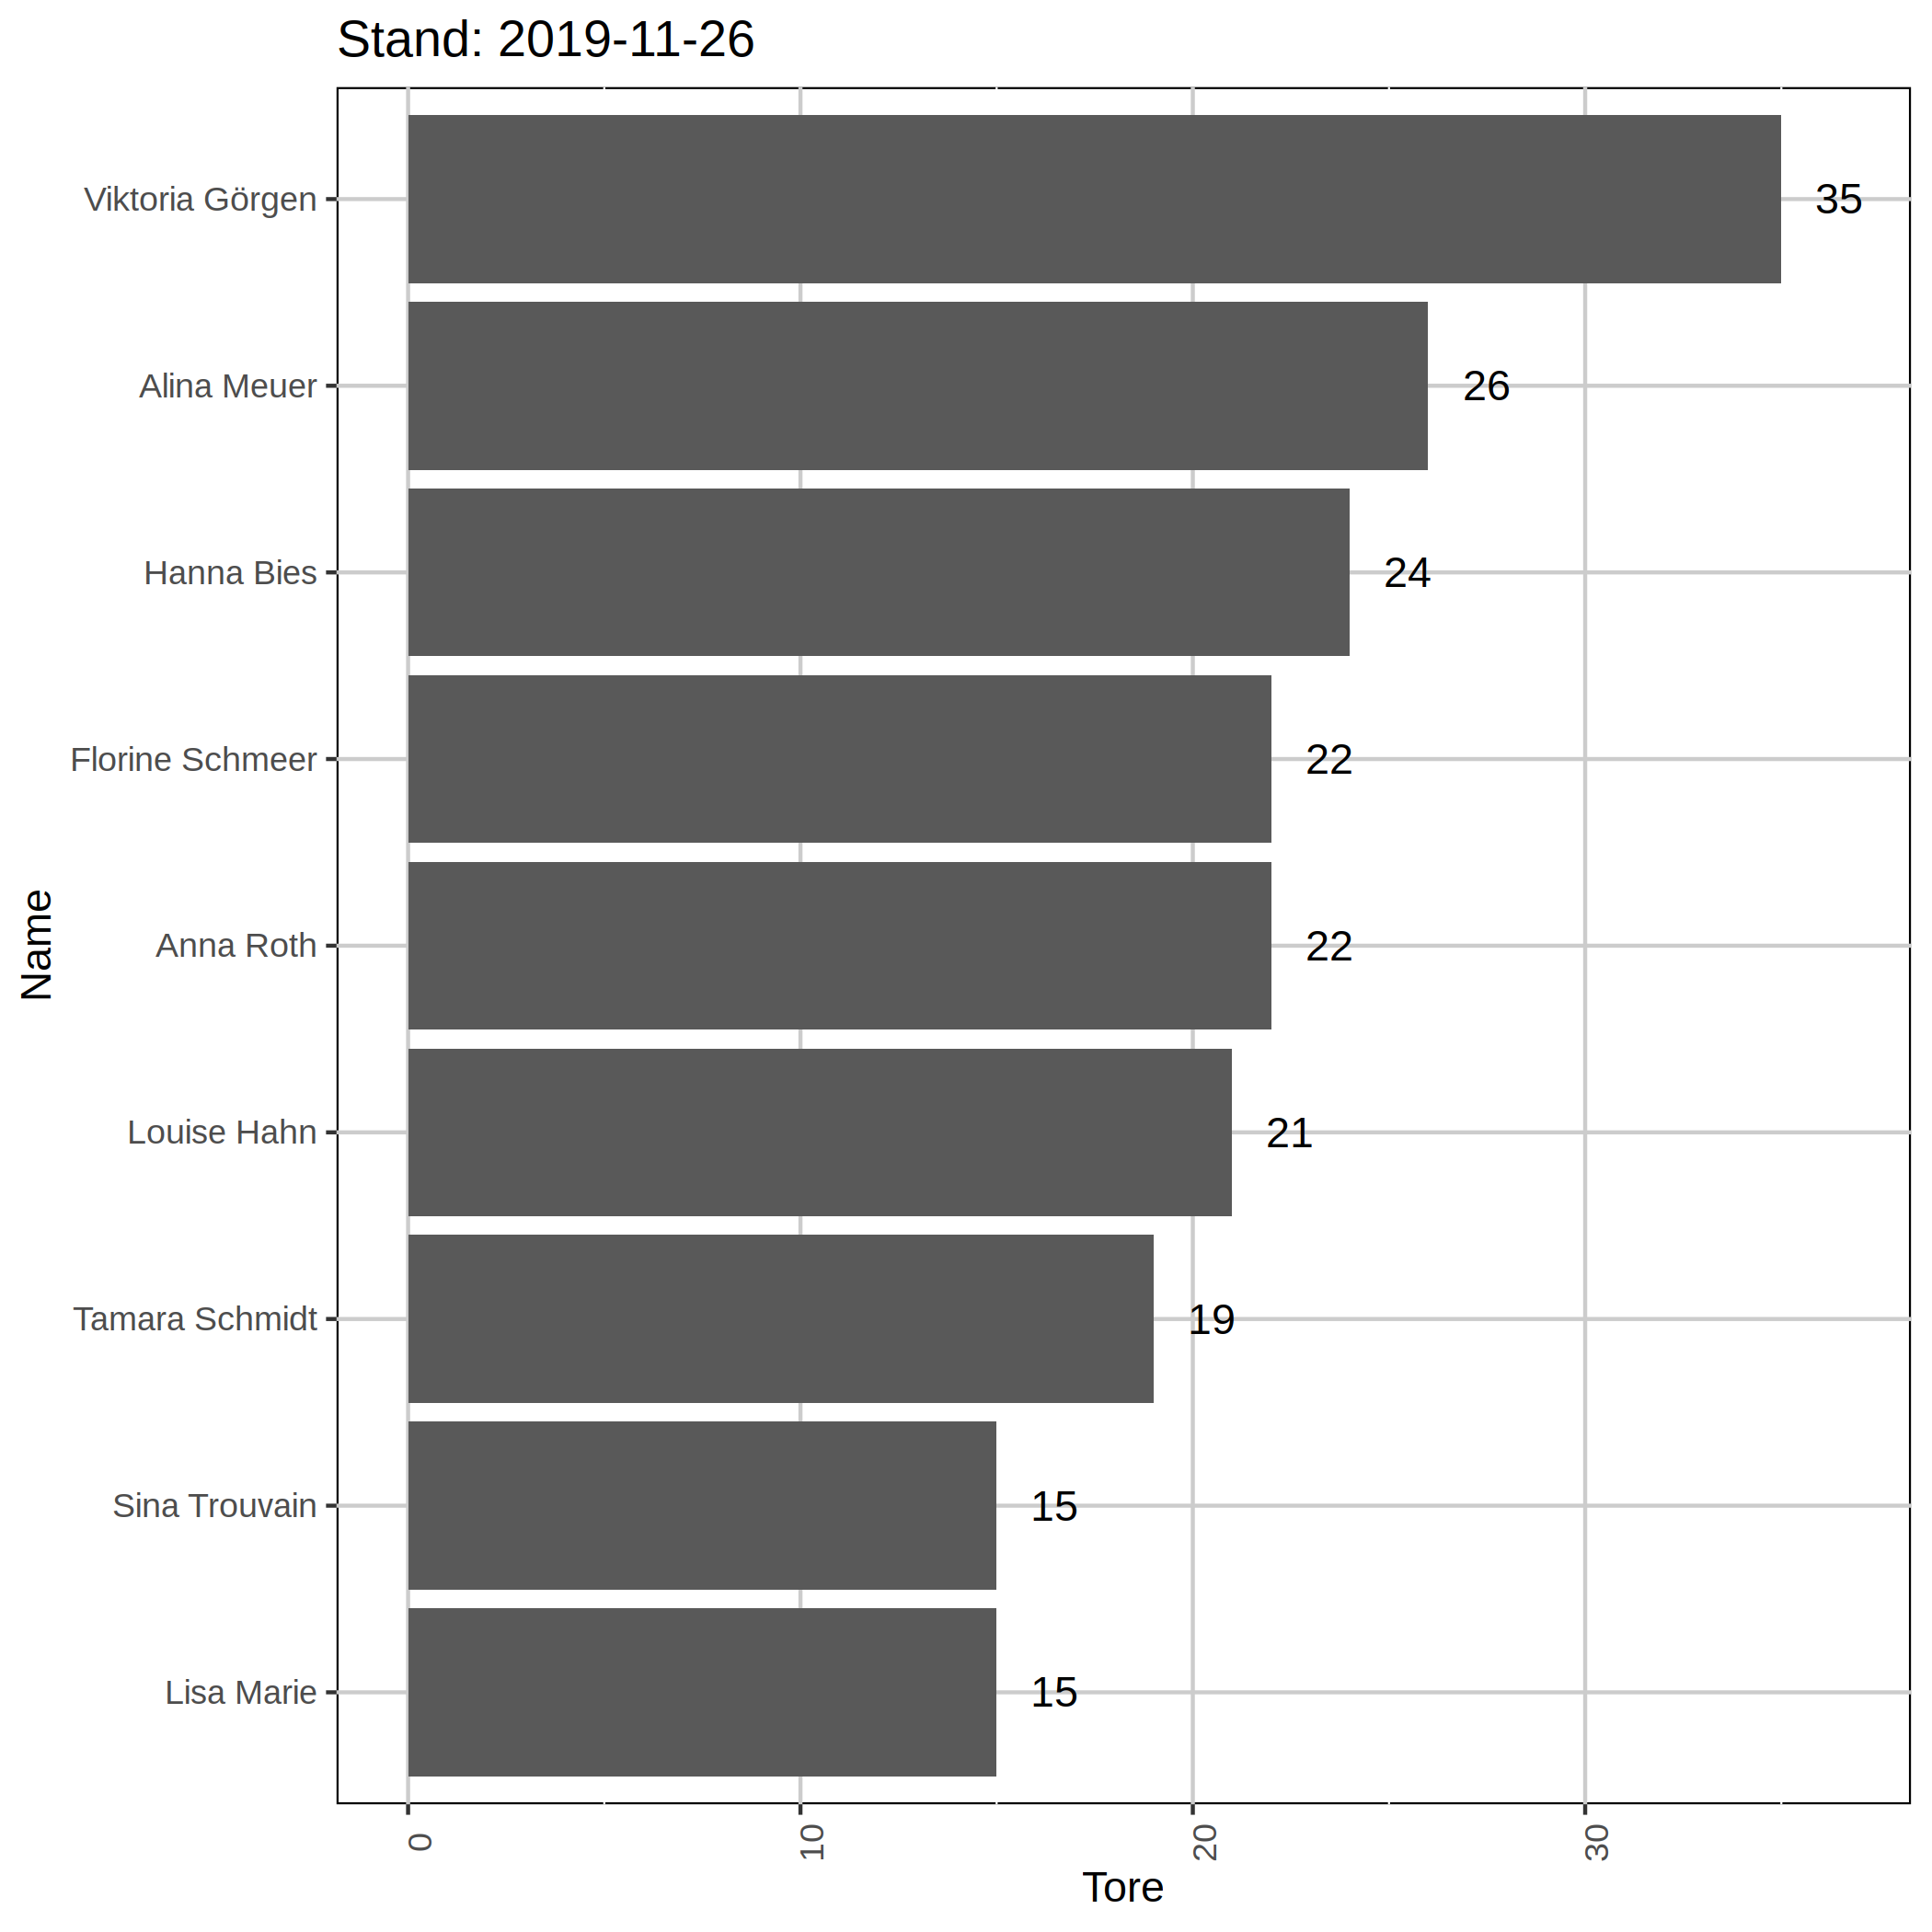 Stand: 2019-11-26
Viktoria Görgen 35
Alina Meuer 26
Hanna Bies 24
Florine Schmeer 22
Anna Roth 22
Louise Hahn 21
Tamara Schmidt 19
Sina Trouvain 15
Lisa Marie 15
Name
0 10 20 30
Tore